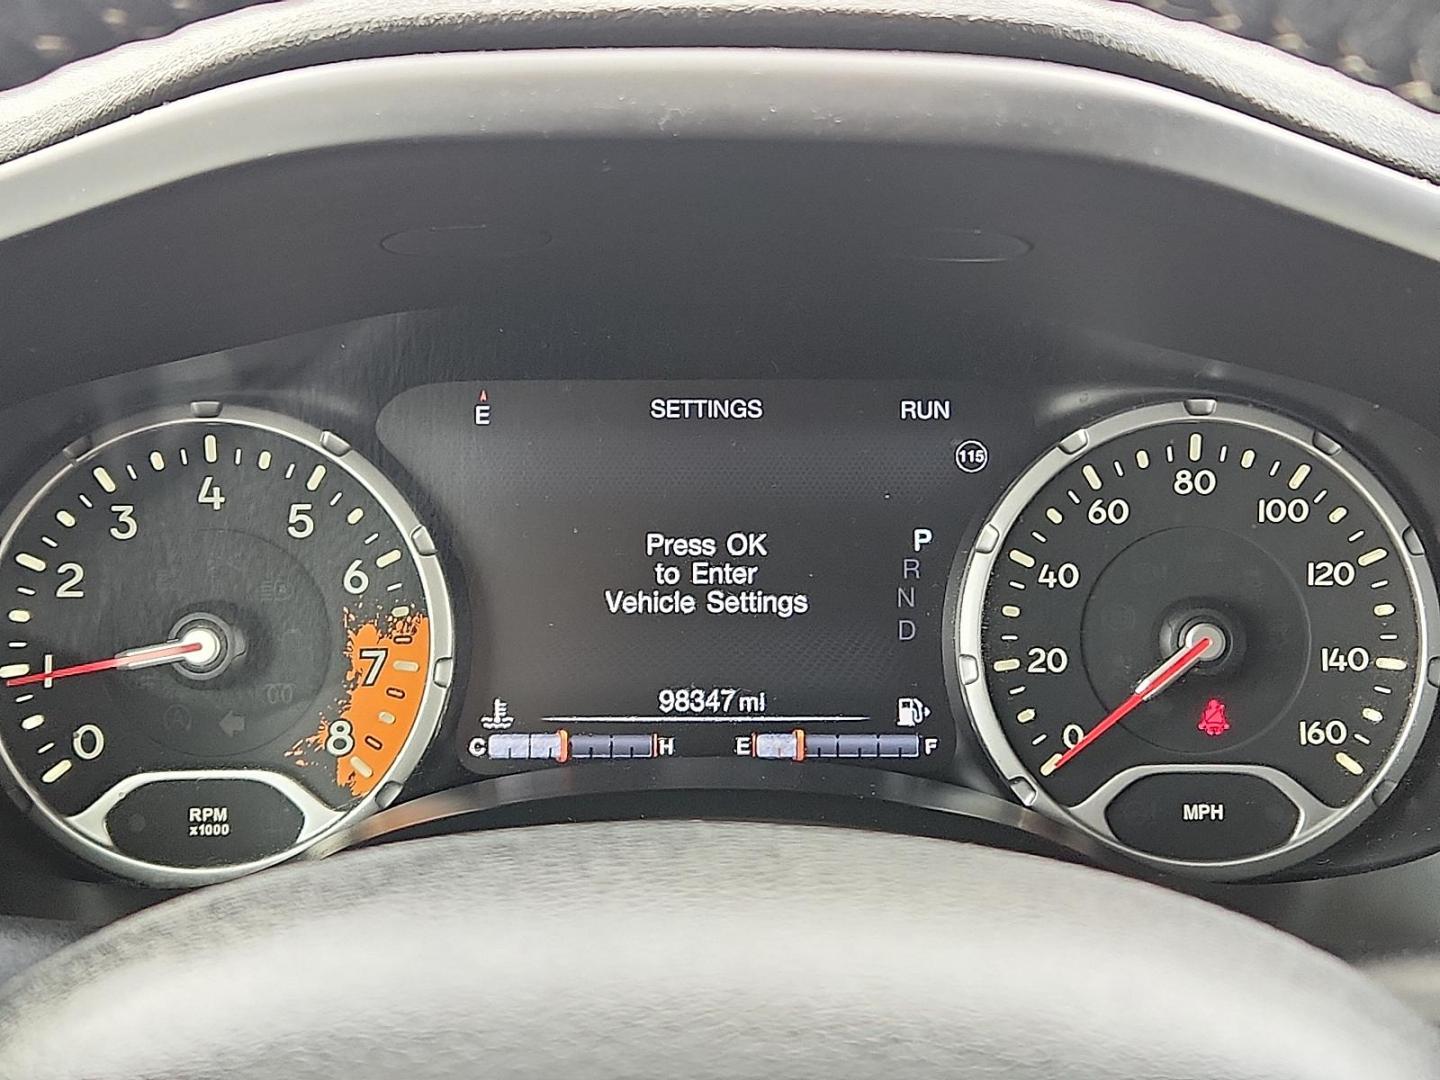 E
SETTINGS
RUN
115
Press OK
to Enter
Vehicle Settings
P
R
N
D
98347 mi
C
H
E
F
0
1
2
3
4
5
6
7
8
RPM
x1000
0
20
40
60
80
100
120
140
160
MPH